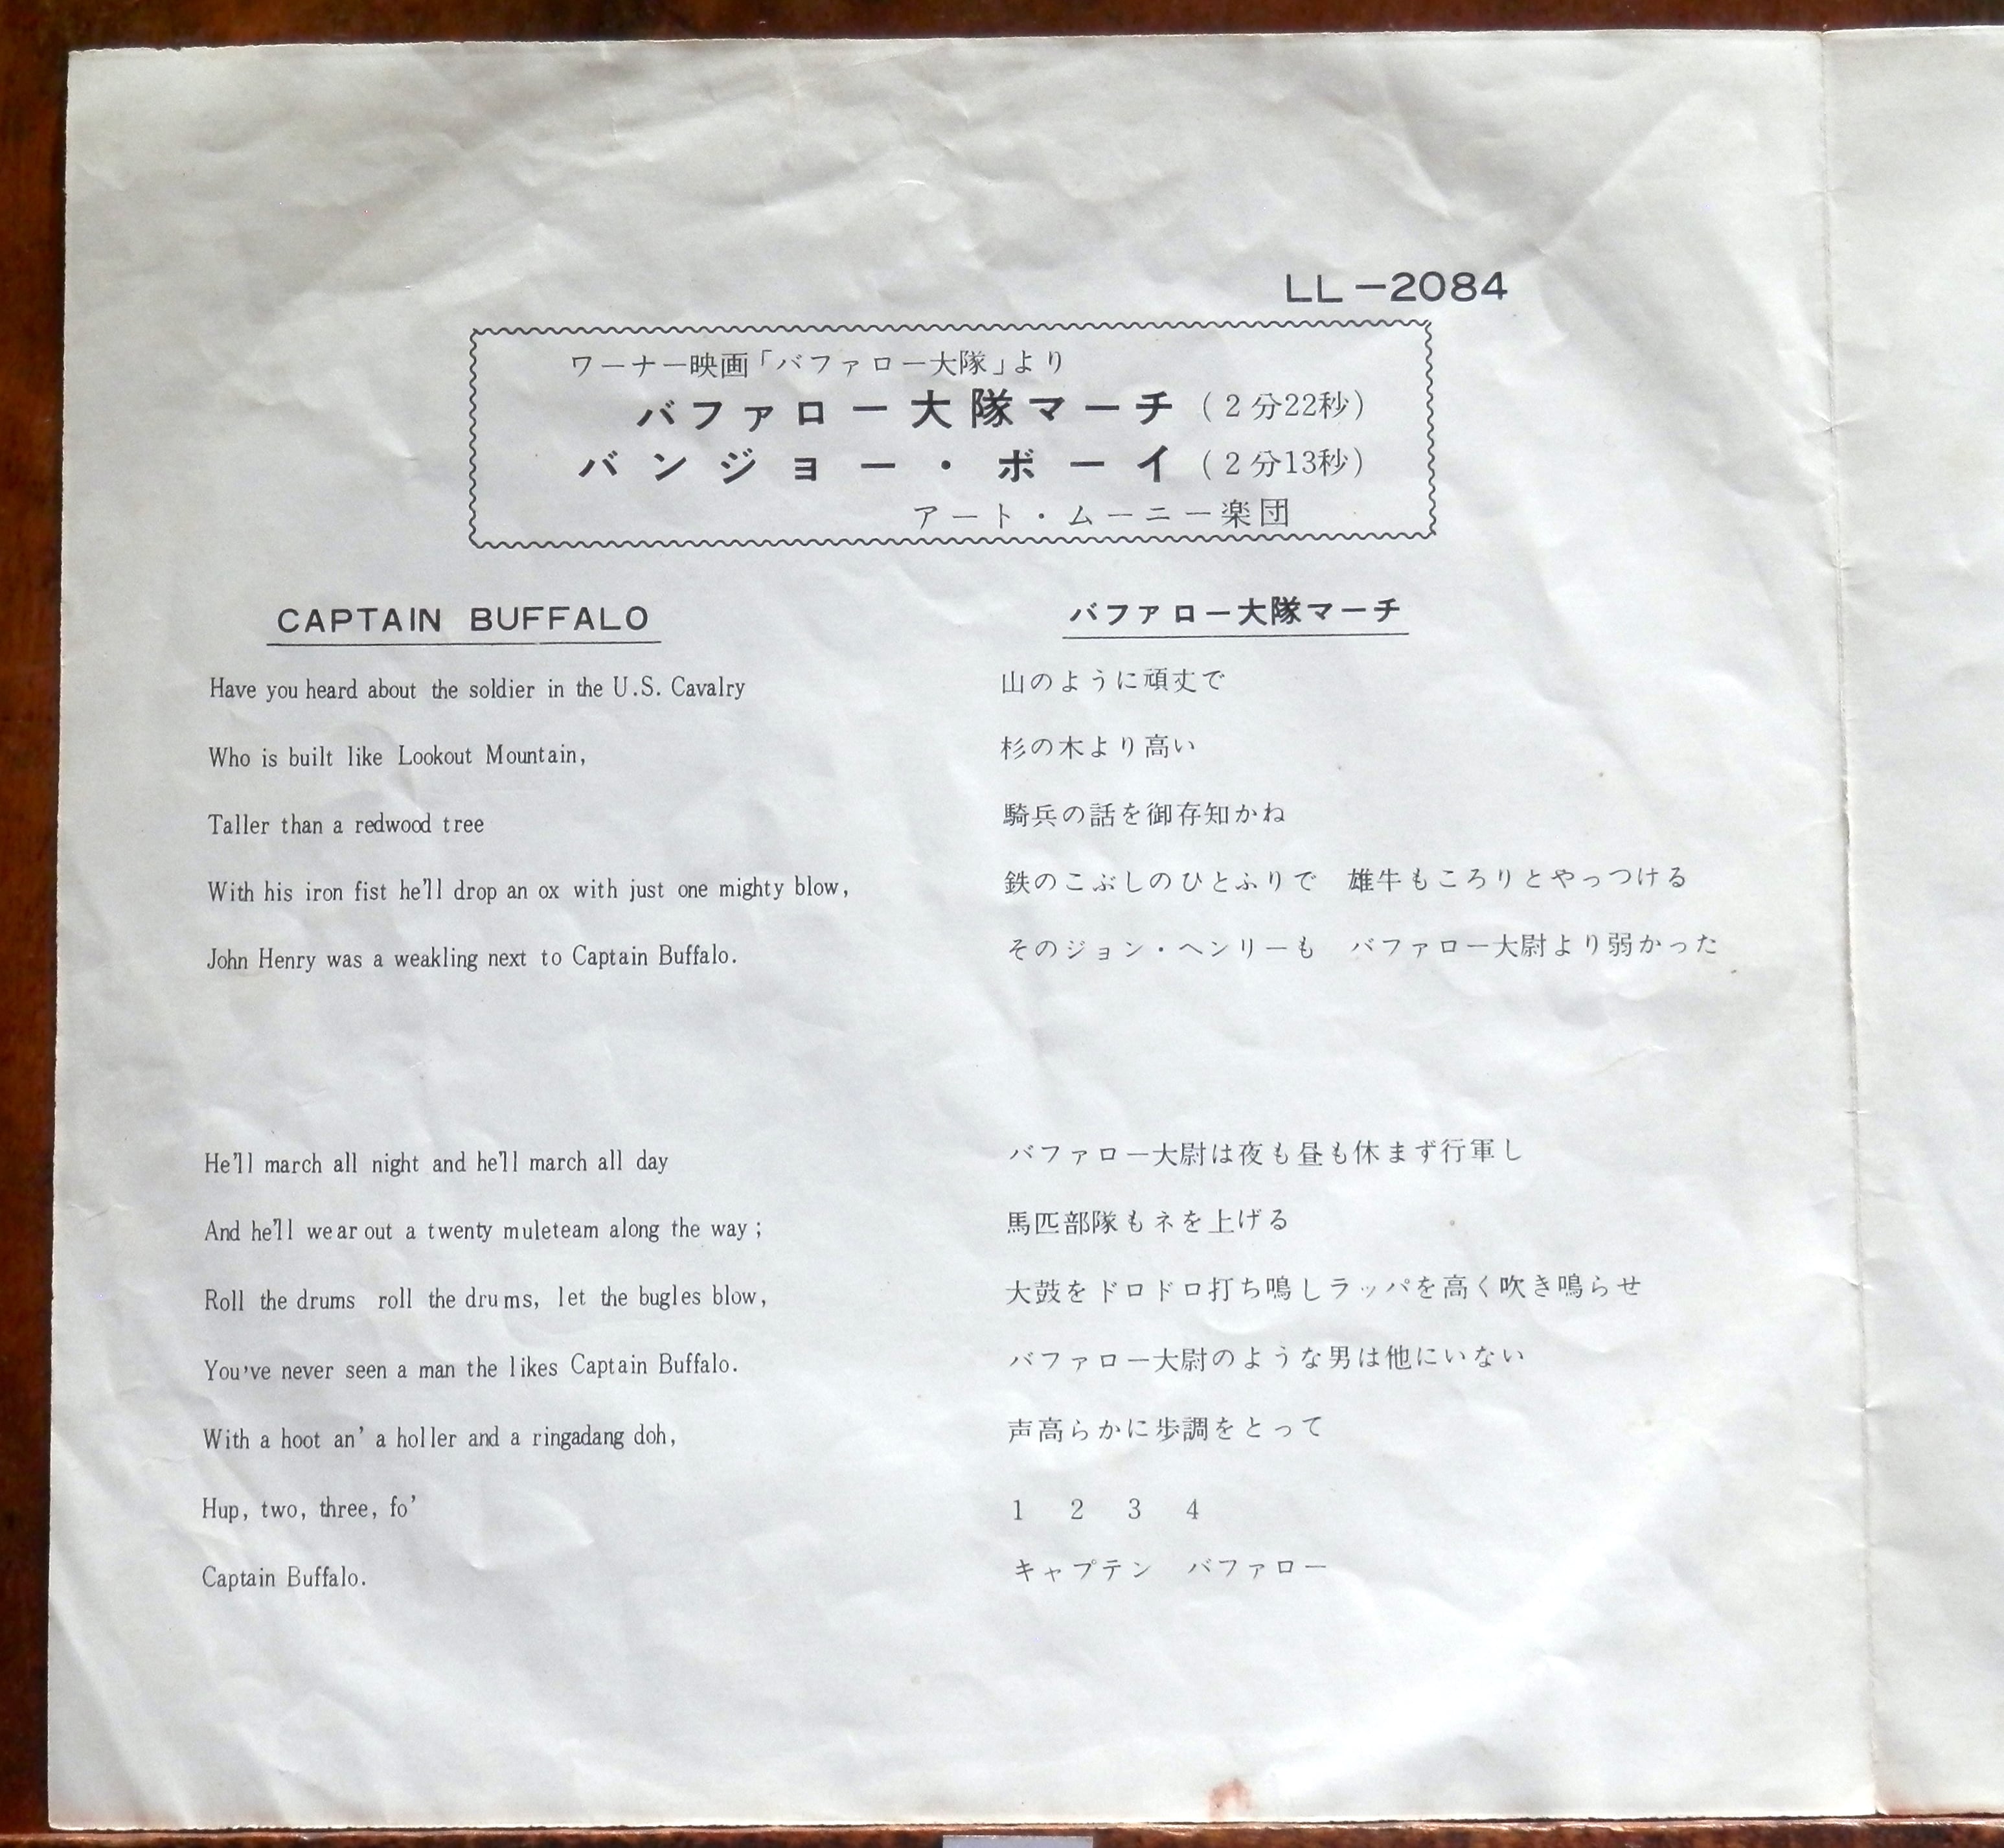 LL-2084
ワーナー映画「バファロー大隊」より
バファロー大隊マーチ(2分22秒)
バンジョー・ボーイ(2分13秒)
アート・ムーニー楽団
CAPTAIN BUFFALO
Have you heard about the soldier in the U.S. Cavalry
Who is built like Lookout Mountain,
Taller than a redwood tree
With his iron fist he'll drop an ox with just one mighty blow,
John Henry was a weakling next to Captain Buffalo.
He'll march all night and he'll march all day
And he'll wear out a twenty muleteam along the way;
Roll the drums roll the drums, let the bugles blow,
You've never seen a man the likes Captain Buffalo.
With a hoot an' a holler and a ringadang doh,
Hup, two, three, fo'
Captain Buffalo.
バファロー大隊マーチ
山のように頑丈で
杉の木より高い
騎兵の話を御存知かね
鉄のこぶしのひとふりで 雄牛もころりとやっつける
そのジョン・ヘンリーも バファロー大尉より弱かった
バファロー大尉は夜も昼も休まず行軍し
馬匹部隊もネを上げる
大鼓をドロドロ打ち鳴しラッパを高く吹き鳴らせ
バファロー大尉のような男は他にいない
声高らかに歩調をとって
1 2 3 4
キャプテン バファロー